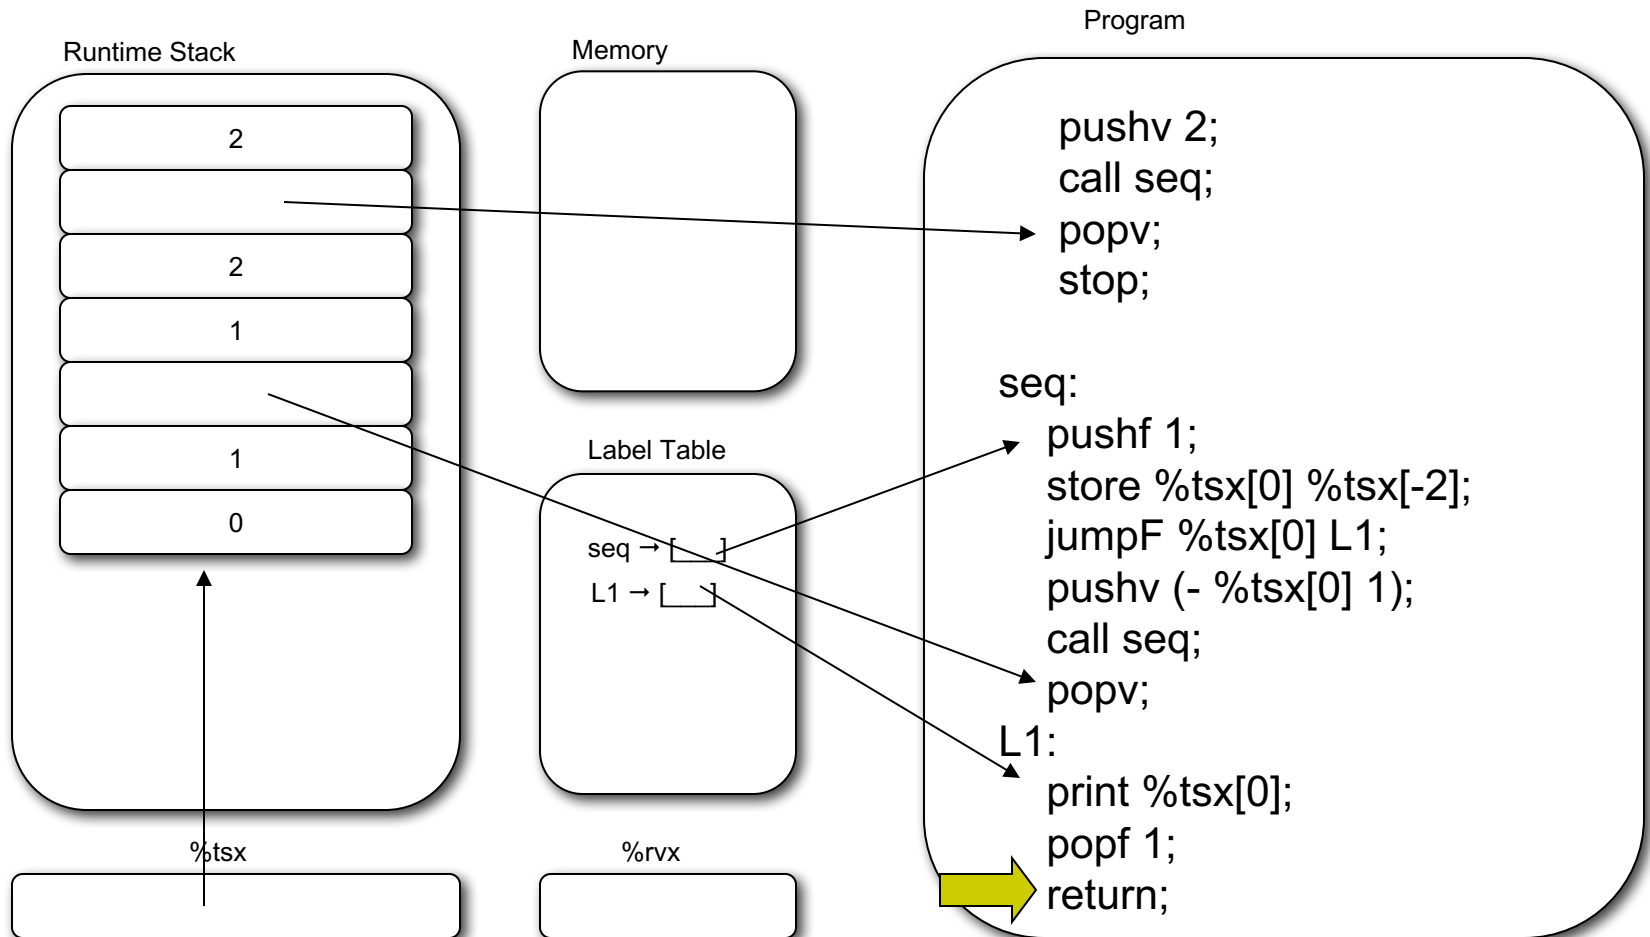 Program
Runtime Stack
Memory
2
2
1
1
0
Label Table
seq → [___]
L1 → [___]
pushv 2;
call seq;
popv;
stop;
seq:
pushf 1;
store %tsx[0] %tsx[-2];
jumpF %tsx[0] L1;
pushv (- %tsx[0] 1);
call seq;
popv;
L1:
print %tsx[0];
popf 1;
return;
%tsx
%rvx